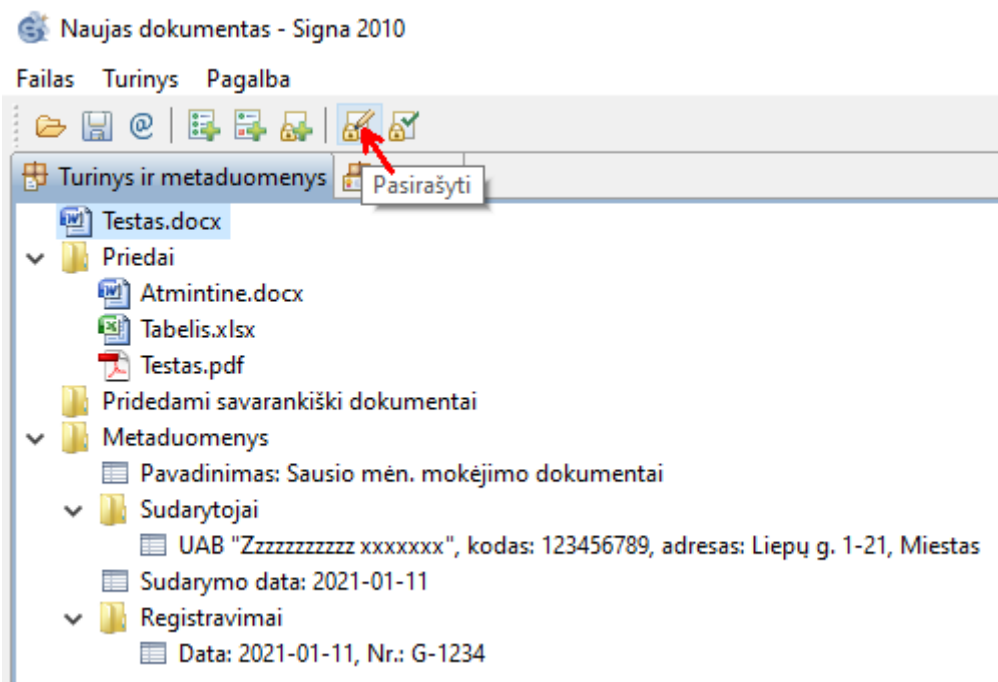 Naujas dokumentas - Signa 2010
Failas Turinys Pagalba
@
Turinys ir metaduomenys
Pasirašyti
Testas.docx
Priedai
Atmintine.docx
Tabelis.xlsx
Testas.pdf
Pridedami savarankiški dokumentai
Metaduomenys
Pavadinimas: Sausio mėn. mokėjimo dokumentai
Sudarytojai
UAB "Zzzzzzzzzzz xxxxxxx", kodas: 123456789, adresas: Liepų g. 1-21, Miestas
Sudarymo data: 2021-01-11
Registravimai
Data: 2021-01-11, Nr.: G-1234